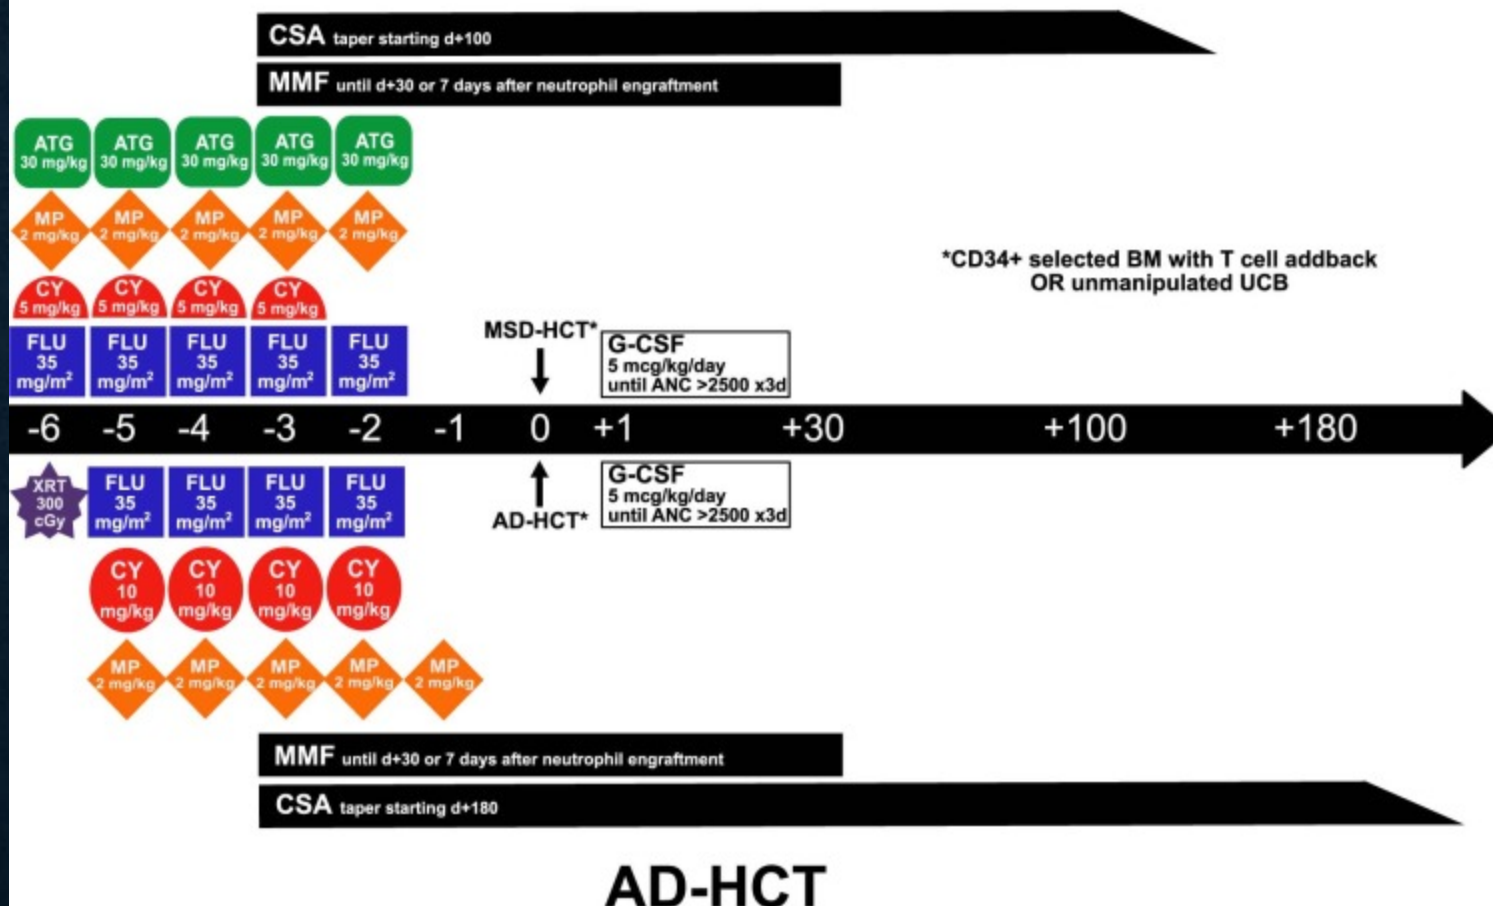 CSA taper starting d+100
MMF until d+30 or 7 days after neutrophil engraftment
ATG ATG ATG ATG ATG
30 mg/kg 30 mg/kg 30 mg/kg 30 mg/kg 30 mg/kg
MP MP MP MP MP
2 mg/kg 2 mg/kg 2 mg/kg 2 mg/kg 2 mg/kg
*CD34+ selected BM with T cell addback
OR unmanipulated UCB
CY CY CY CY
5 mg/kg 5 mg/kg 5 mg/kg 5 mg/kg
MSD-HCT*
FLU FLU FLU FLU FLU
35 35 35 35 35
mg/m² mg/m² mg/m² mg/m² mg/m²
G-CSF
5 mcg/kg/day
until ANC >2500 x3d
-6 -5 -4 -3 -2 -1 0 +1 +30 +100 +180
XRT
300
cGy
FLU FLU FLU FLU
35 35 35 35
mg/m² mg/m² mg/m² mg/m²
AD-HCT*
G-CSF
5 mcg/kg/day
until ANC >2500 x3d
CY CY CY CY
10 10 10 10
mg/kg mg/kg mg/kg mg/kg
MP MP MP MP MP
2 mg/kg 2 mg/kg 2 mg/kg 2 mg/kg 2 mg/kg
MMF until d+30 or 7 days after neutrophil engraftment
CSA taper starting d+180
AD-HCT